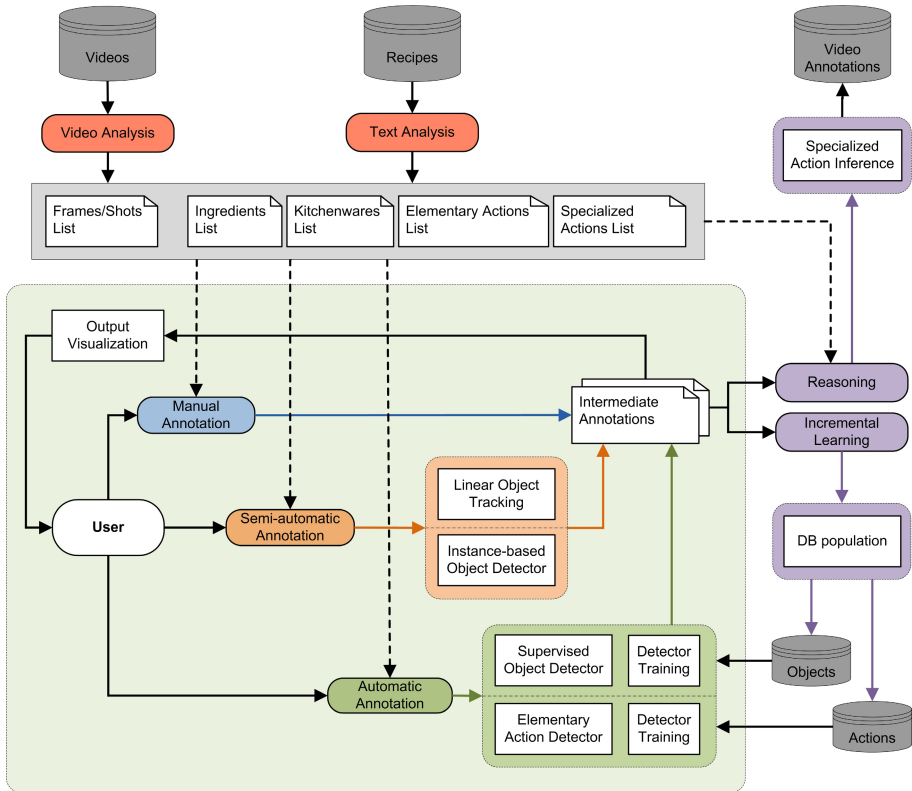 Videos
Recipes
Video
Annotations
Video Analysis
Text Analysis
Specialized
Action Inference
Frames/Shots
List
Ingredients
List
Kitchenwares
List
Elementary Actions
List
Specialized
Actions List
Output
Visualization
Manual
Annotation
Intermediate
Annotations
Reasoning
Incremental
Learning
User
Semi-automatic
Annotation
Linear Object
Tracking
Instance-based
Object Detector
DB population
Supervised
Object Detector
Detector
Training
Objects
Automatic
Annotation
Elementary
Action Detector
Detector
Training
Actions